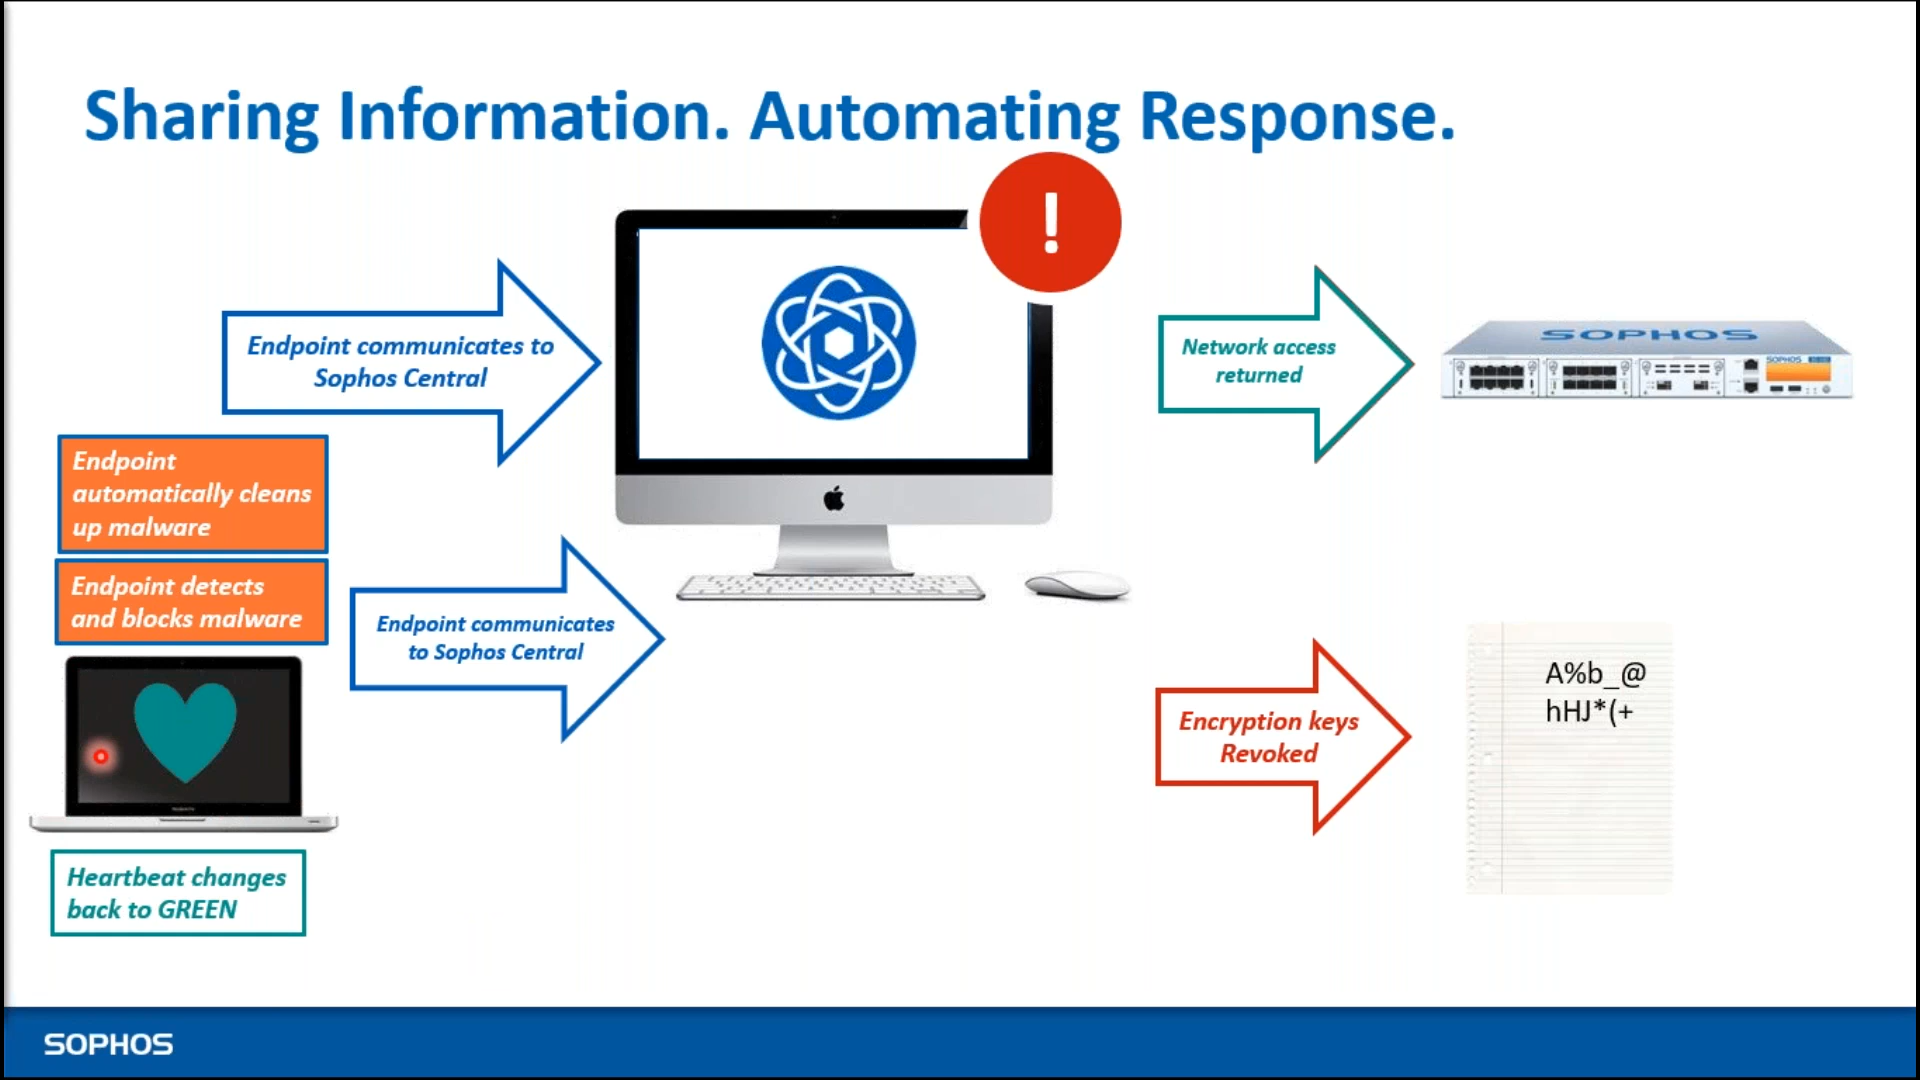 Sharing Information. Automating Response.
!
Endpoint communicates to
Sophos Central
Network access
returned
SOPHOS
SOPHOS
Endpoint
automatically cleans
up malware
Endpoint detects
and blocks malware
Endpoint communicates
to Sophos Central
Encryption keys
Revoked
A%b_@
hHJ*(+
Heartbeat changes
back to GREEN
SOPHOS